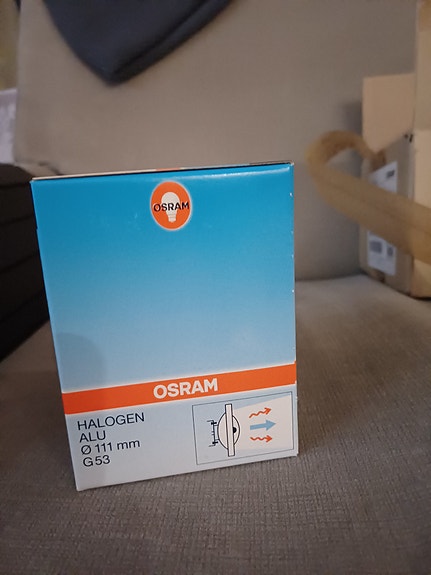 OSRAM
OSRAM
HALOGEN
ALU
Ø 111 mm
G53